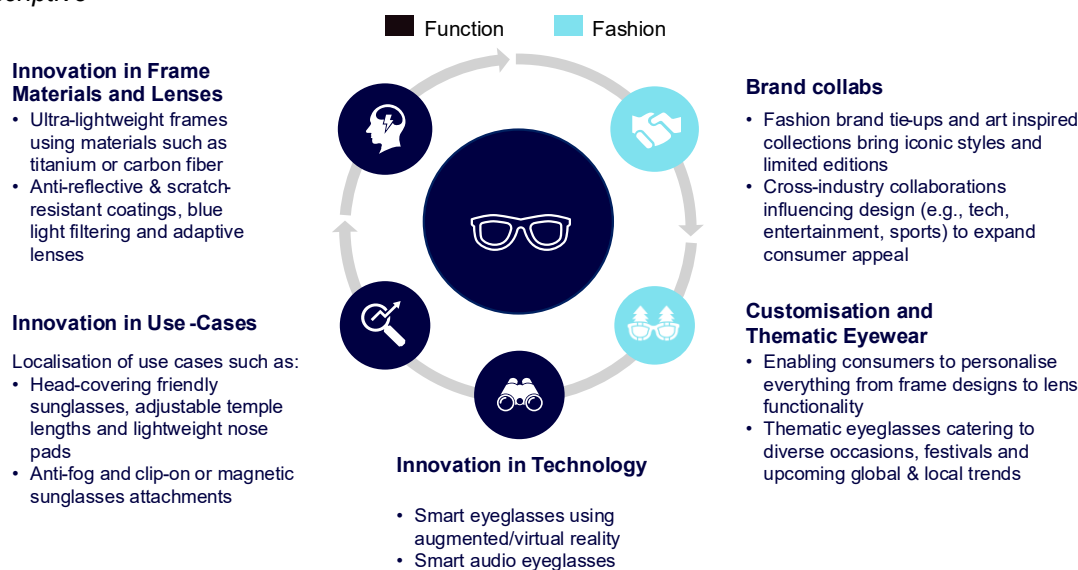 Function
Fashion
Innovation in Frame
Materials and Lenses
• Ultra-lightweight frames
using materials such as
titanium or carbon fiber
• Anti-reflective & scratch-
resistant coatings, blue
light filtering and adaptive
lenses
Innovation in Use -Cases
Localisation of use cases such as:
• Head-covering friendly
sunglasses, adjustable temple
lengths and lightweight nose
pads
• Anti-fog and clip-on or magnetic
sunglasses attachments
Innovation in Technology
• Smart eyeglasses using
augmented/virtual reality
• Smart audio eyeglasses
Brand collabs
• Fashion brand tie-ups and art inspired
collections bring iconic styles and
limited editions
• Cross-industry collaborations
influencing design (e.g., tech,
entertainment, sports) to expand
consumer appeal
Customisation and
Thematic Eyewear
• Enabling consumers to personalise
everything from frame designs to lens
functionality
• Thematic eyeglasses catering to
diverse occasions, festivals and
upcoming global & local trends